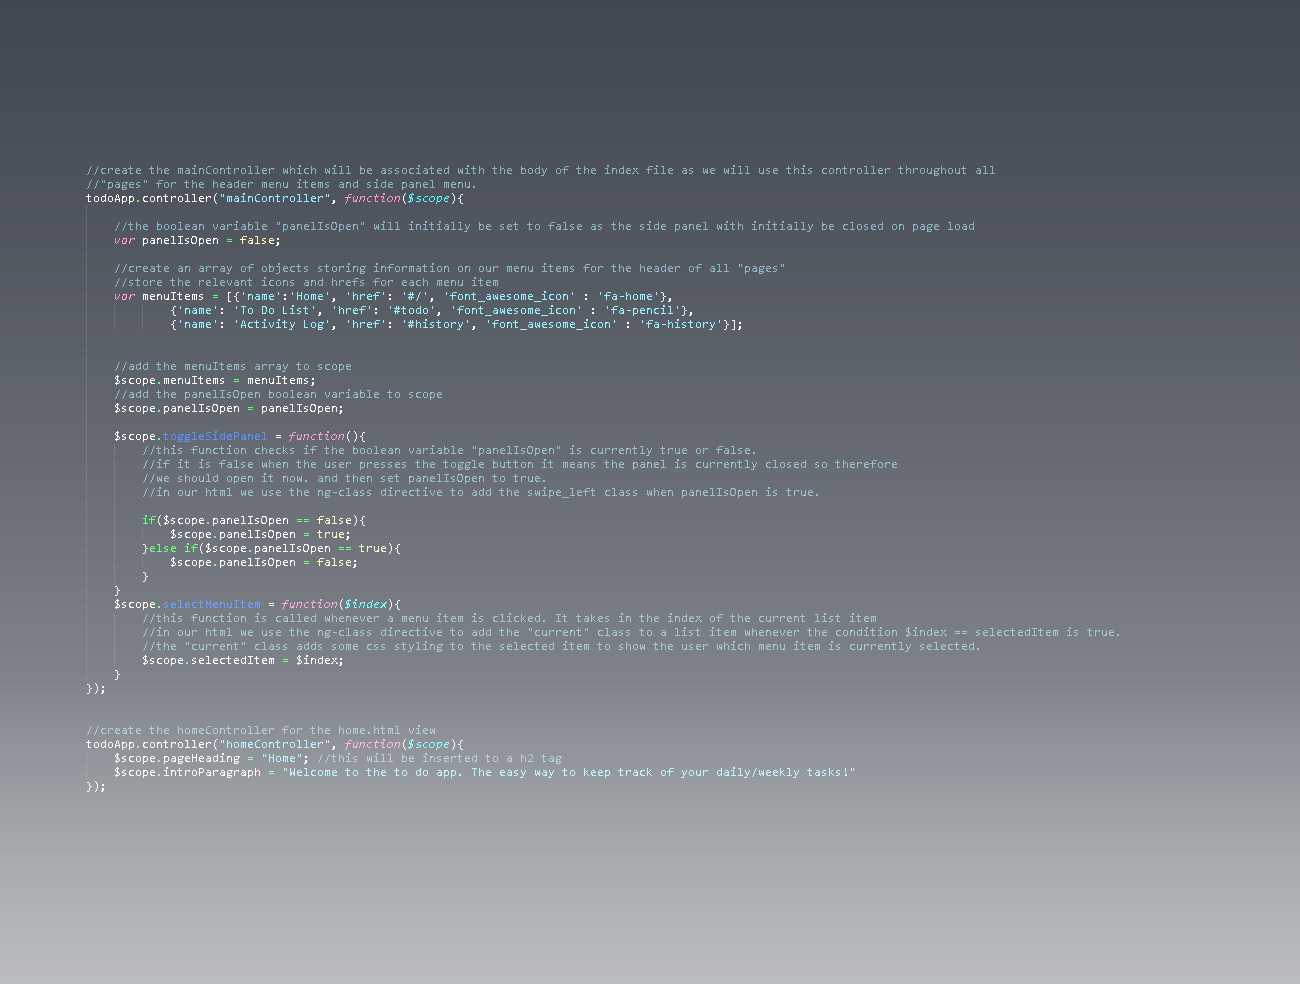 //create the mainController which will be associated with the body of the index file as we will use this controller throughout all
//"pages" for the header menu items and side panel menu.
todoApp.controller("mainController", function($scope){
//the boolean variable "panelIsOpen" will initially be set to false as the side panel with initially be closed on page load
var panelIsOpen = false;
//create an array of objects storing information on our menu items for the header of all "pages"
//store the relevant icons and hrefs for each menu item
var menuItems = [{'name':'Home', 'href': '#/', 'font_awesome_icon' : 'fa-home'},
{'name': 'To Do List', 'href': '#todo', 'font_awesome_icon' : 'fa-pencil'},
{'name': 'Activity Log', 'href': '#history', 'font_awesome_icon' : 'fa-history'}];
//add the menuItems array to scope
$scope.menuItems = menuItems;
//add the panelIsOpen boolean variable to scope
$scope.panelIsOpen = panelIsOpen;
$scope.toggleSidePanel = function(){
//this function checks if the boolean variable "panelIsOpen" is currently true or false.
//if it is false when the user presses the toggle button it means the panel is currently closed so therefore
//we should open it now. and then set panelIsOpen to true.
//in our html we use the ng-class directive to add the swipe_left class when panelIsOpen is true.
if($scope.panelIsOpen == false){
$scope.panelIsOpen = true;
}else if($scope.panelIsOpen == true){
$scope.panelIsOpen = false;
}
}
$scope.selectMenuItem = function($index){
//this function is called whenever a menu item is clicked. It takes in the index of the current list item
//in our html we use the ng-class directive to add the "current" class to a list item whenever the condition $index == selectedItem is true.
//the "current" class adds some css styling to the selected item to show the user which menu item is currently selected.
$scope.selectedItem = $index;
}
});
//create the homeController for the home.html view
todoApp.controller("homeController", function($scope){
$scope.pageHeading = "Home"; //this will be inserted to a h2 tag
$scope.introParagraph = "Welcome to the to do app. The easy way to keep track of your daily/weekly tasks!"
});